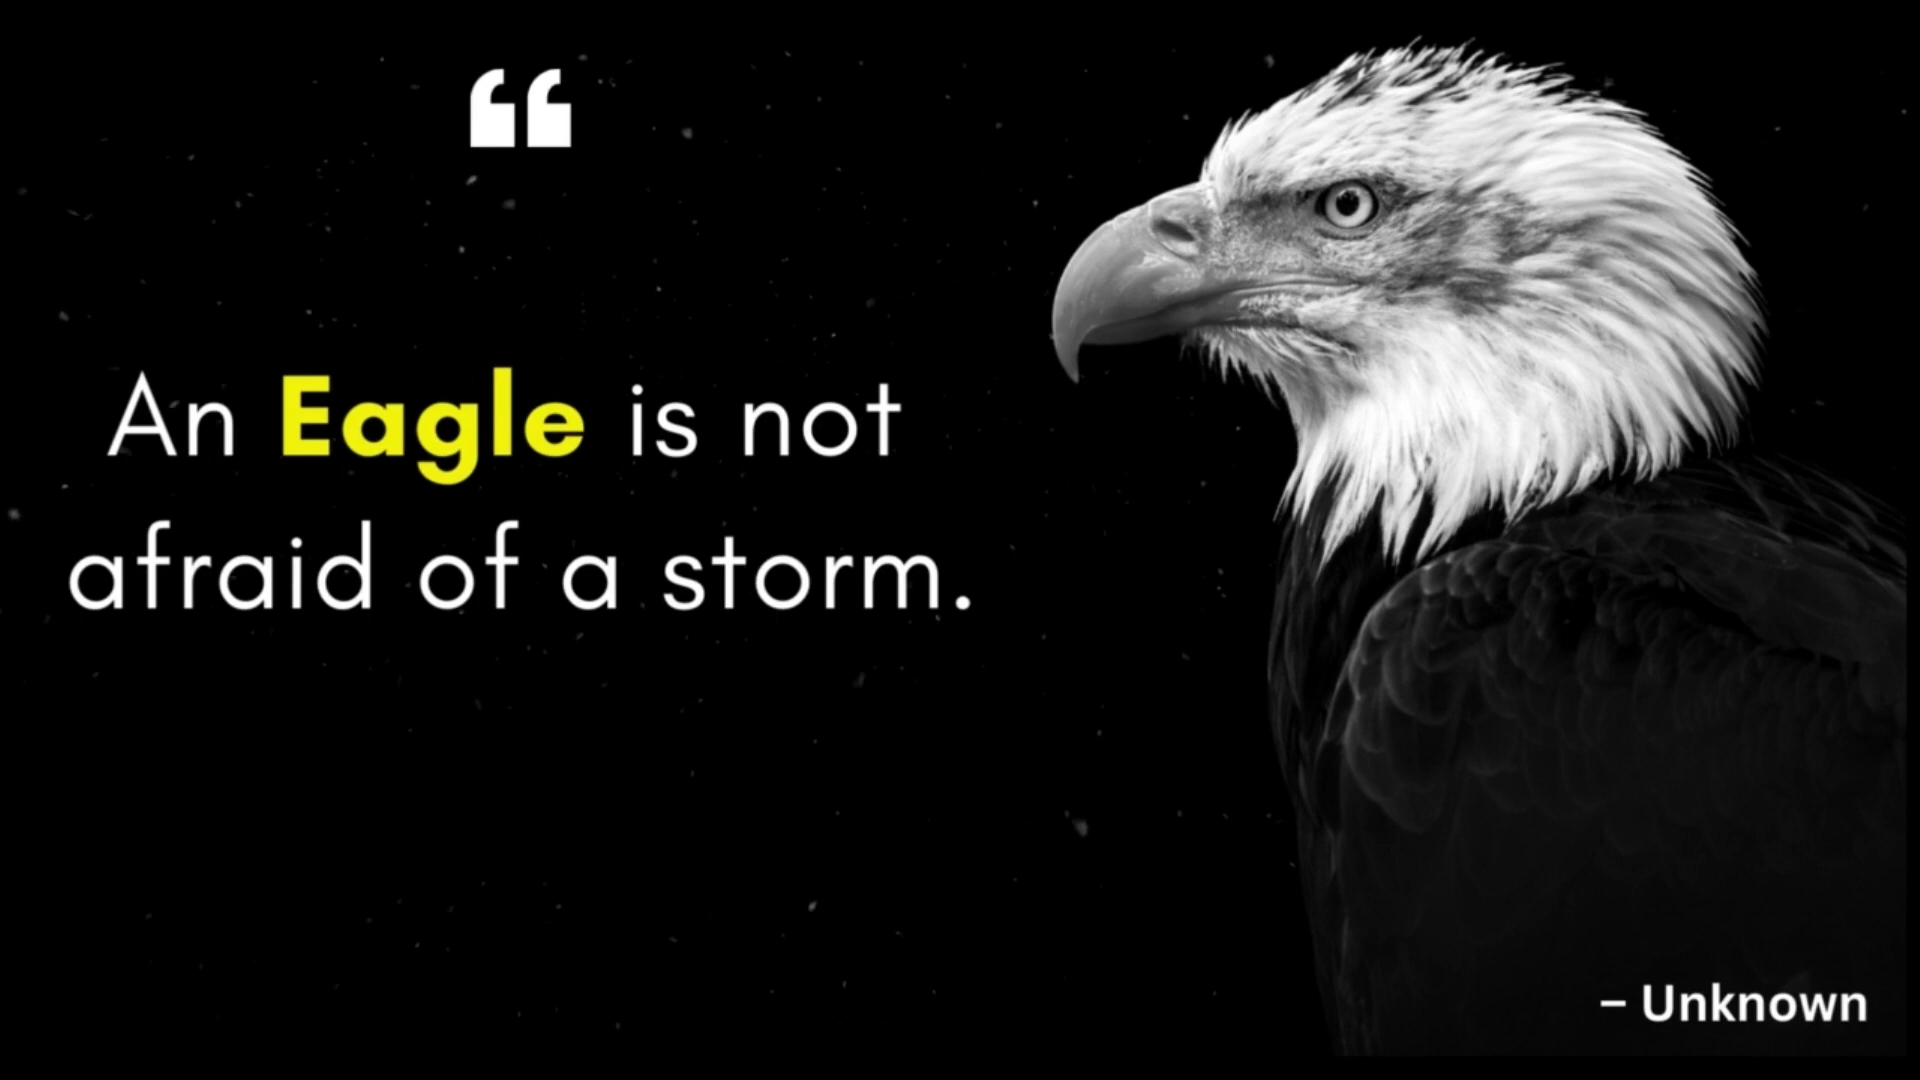 “
An Eagle is not
afraid of a storm.
– Unknown